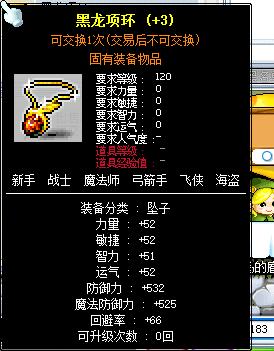 黑龙项环 (+3)
可交换1次(交易后不可交换)
固有装备物品
要求等级: 120
要求力量: 0
要求敏捷: 0
要求智力: 0
要求运气: 0
要求人气度: -
道具等级: -
道具经验值: -
新手 战士 魔法师 弓箭手 飞侠 海盗
装备分类 : 坠子
力量 : +52
敏捷 : +52
智力 : +51
运气 : +52
防御力 : +532
魔法防御力 : +525
回避率 : +66
可升级次数 : 0回
的盾
183